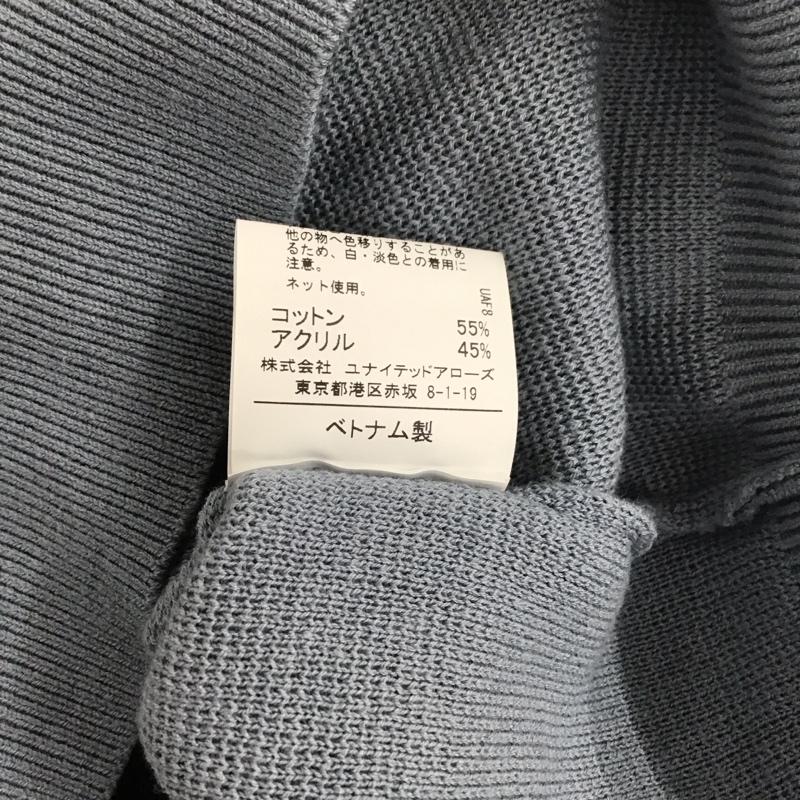 他の物へ色移りすることがあ
るため、白・淡色との着用に
注意。
ネット使用。
UAF8
コットン 55%
アクリル 45%
株式会社 ユナイテッドアローズ
東京都港区赤坂 8-1-19
ベトナム製